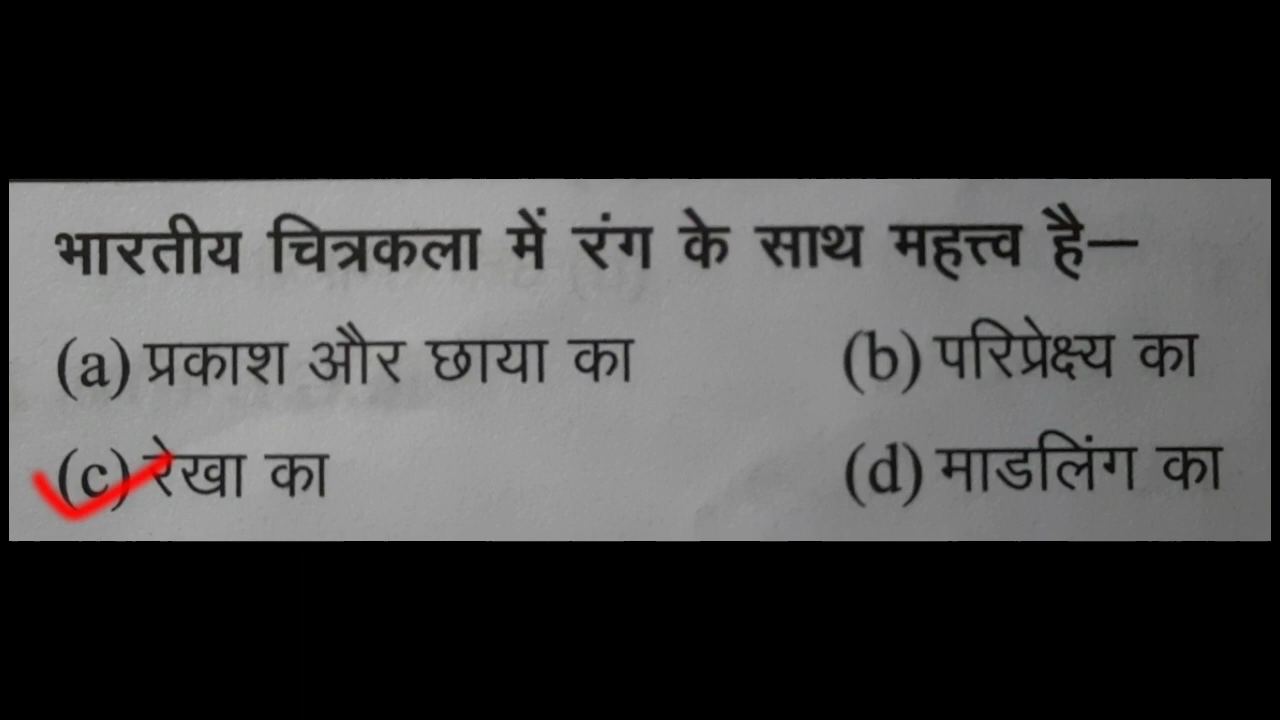 भारतीय चित्रकला में रंग के साथ महत्त्व है—
(a) प्रकाश और छाया का (b) परिप्रेक्ष्य का
(c) रेखा का (d) माडलिंग का